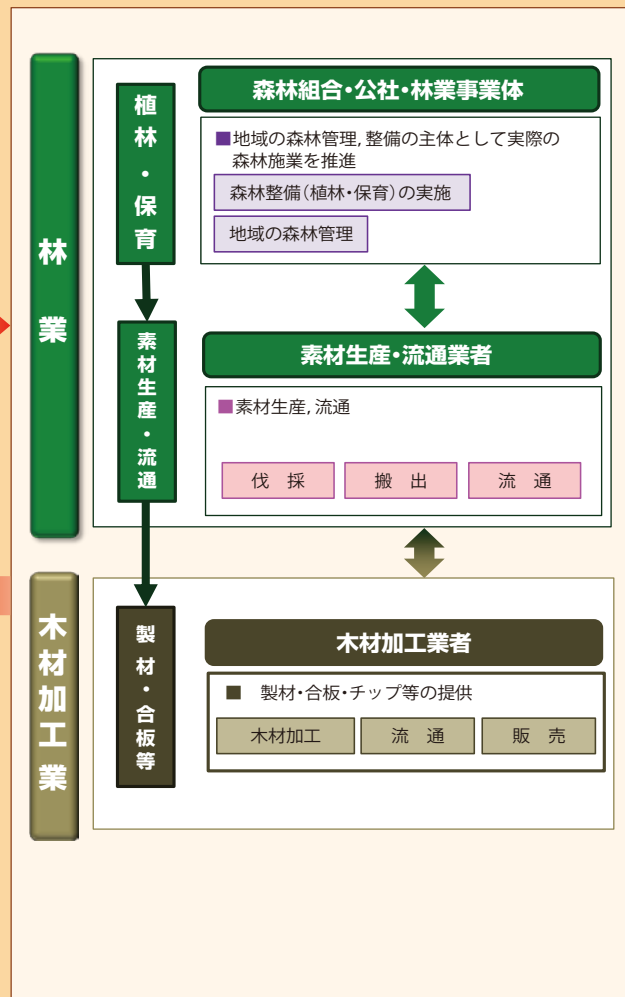 林業
植林・保育
森林組合・公社・林業事業体
■地域の森林管理,整備の主体として実際の
森林施業を推進
森林整備(植林・保育)の実施
地域の森林管理
素材生産・流通
素材生産・流通業者
■素材生産,流通
伐 採
搬 出
流 通
木材加工業
製材・合板等
木材加工業者
■ 製材・合板・チップ等の提供
木材加工
流 通
販 売